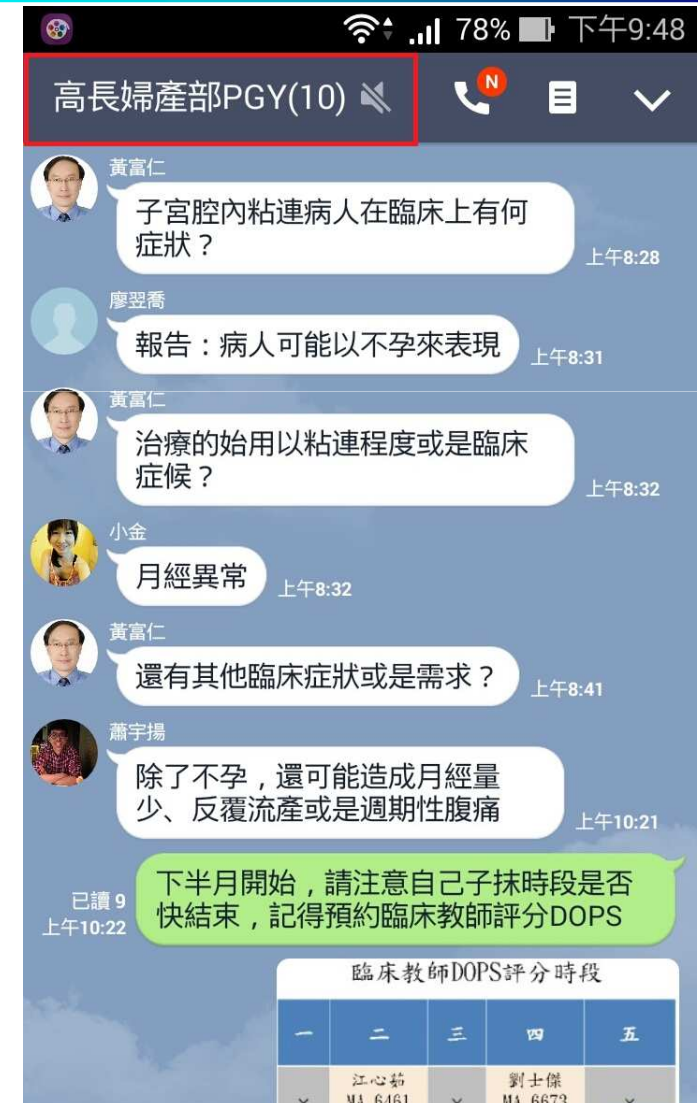 78% 下午9:48
高長婦產部PGY(10) N
黃富仁
子宮腔內粘連病人在臨床上有何
症狀？
上午8:28
廖翌喬
報告：病人可能以不孕來表現
上午8:31
黃富仁
治療的始用以粘連程度或是臨床
症候？
上午8:32
小金
月經異常
上午8:32
黃富仁
還有其他臨床症狀或是需求？
上午8:41
蕭宇揚
除了不孕，還可能造成月經量
少、反覆流產或是週期性腹痛
上午10:21
下半月開始，請注意自己子抹時段是否
快結束，記得預約臨床教師評分DOPS
已讀 9
上午10:22
臨床教師DOPS評分時段
一 二 三 四 五
江心茹 劉士傑
MA 6461 MA 6673